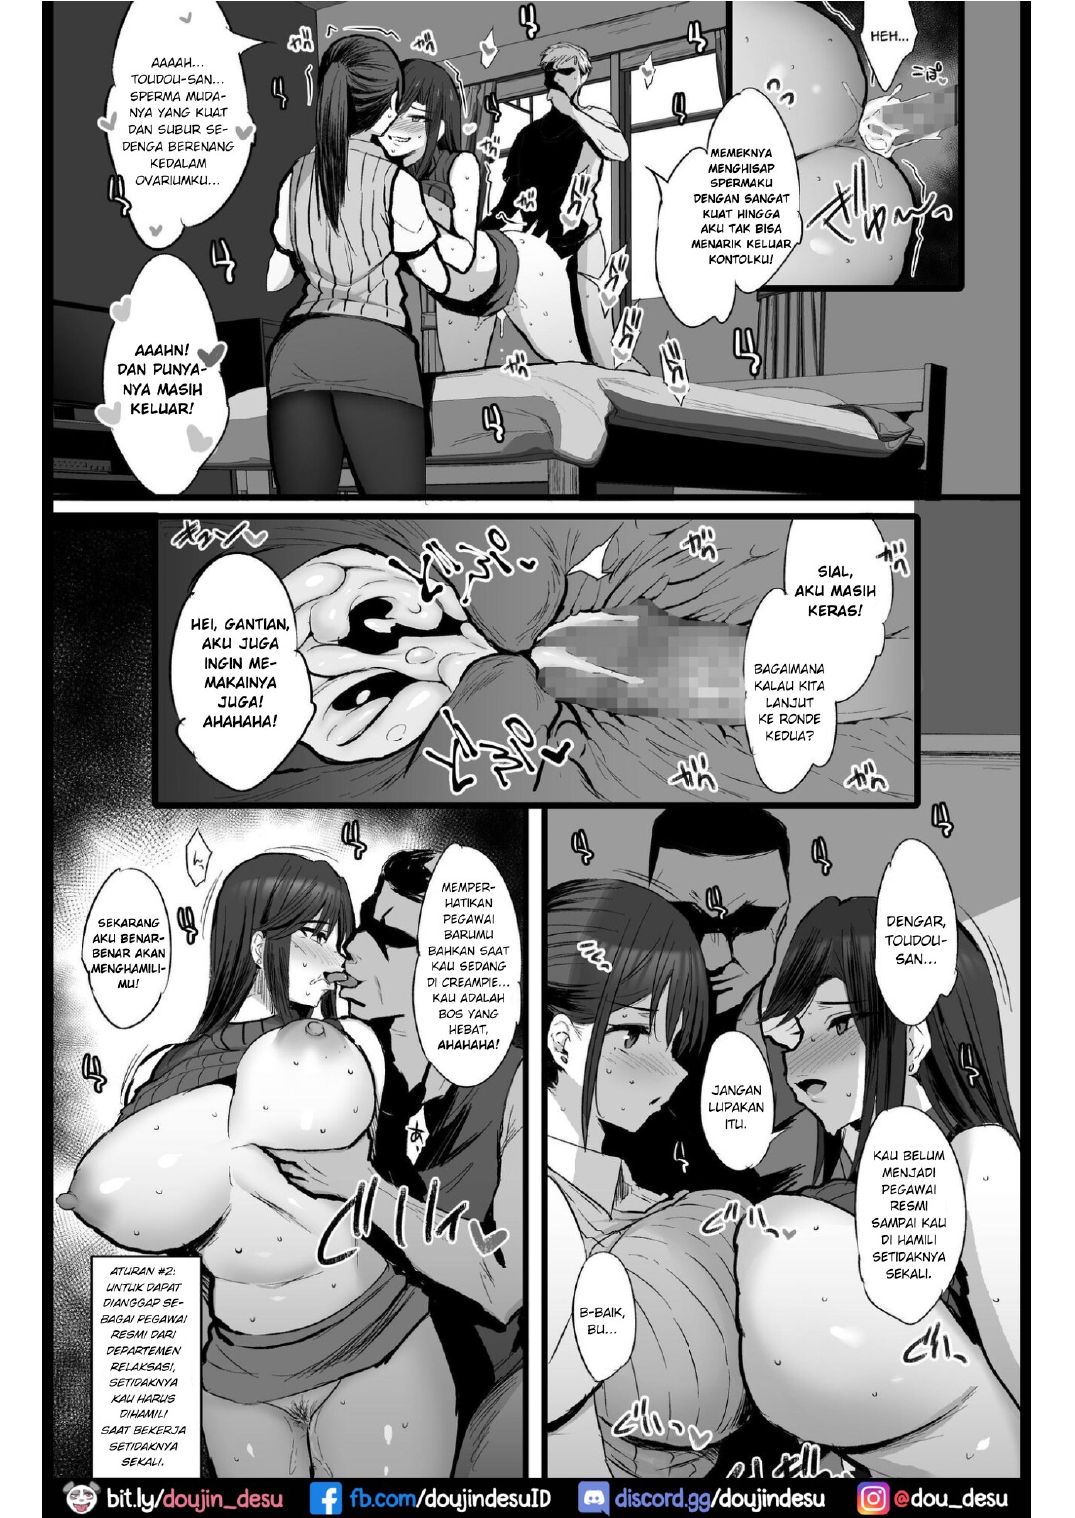 HEH...
AAAAH...
TOUDOU-SAN...
SPERMA MUDA-
NYA YANG KUAT
DAN SUBUR SE-
DENGA BERENANG
KEDALAM
OVARIUMKU...
MEMEKNYA
MENGHISAP
SPERMAKU
DENGAN SANGAT
KUAT HINGGA
AKU TAK BISA
MENARIK KELUAR
KONTOLKU!
AAAHN!
DAN PUNYA-
NYA MASIH
KELUAR!
SIAL,
AKU MASIH
KERAS!
HEI, GANTIAN,
AKU JUGA
INGIN ME-
MAKAINYA
JUGA!
AHAHAHA!
BAGAIMANA
KALAU KITA
LANJUT
KE RONDE
KEDUA?
MEMPER-
HATIKAN
PEGAWAI
BARUMU
BAHKAN SAAT
KAU SEDANG
DI CREAMPIE...
KAU ADALAH
BOS YANG
HEBAT,
AHAHAHA!
SEKARANG
AKU BENAR-
BENAR AKAN
MENGHAMILI-
MU!
ATURAN #2:
UNTUK DAPAT
DIANGGAP SE-
BAGAI PEGAWAI
RESMI DARI
DEPARTEMEN
RELAKSASI,
SETIDAKNYA
KAU HARUS
DIHAMILI
SAAT BEKERJA
SETIDAKNYA
SEKALI.
DENGAR,
TOUDOU-
SAN...
JANGAN
LUPAKAN
ITU.
KAU BELUM
MENJADI
PEGAWAI
RESMI
SAMPAI KAU
DI HAMILI
SETIDAKNYA
SEKALI.
B-BAIK,
BU...
bit.ly/doujin_desu
fb.com/doujindesuID
discord.gg/doujindesu
@dou_desu